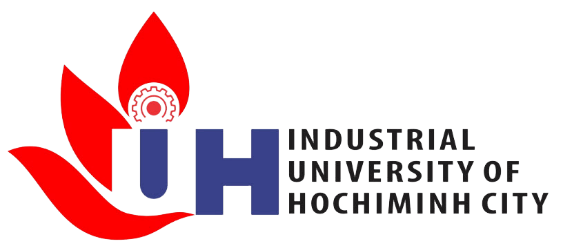 IUH
INDUSTRIAL
UNIVERSITY OF
HOCHIMINH CITY